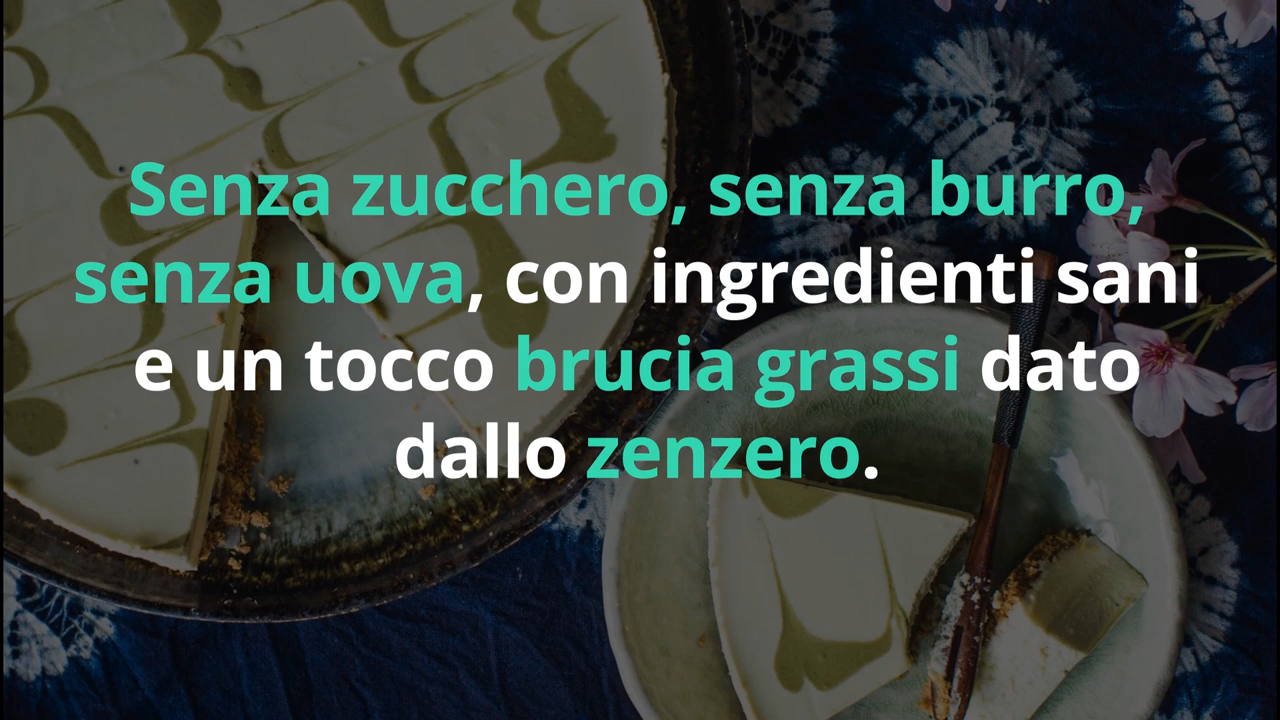 Senza zucchero, senza burro,
senza uova, con ingredienti sani
e un tocco brucia grassi dato
dallo zenzero.